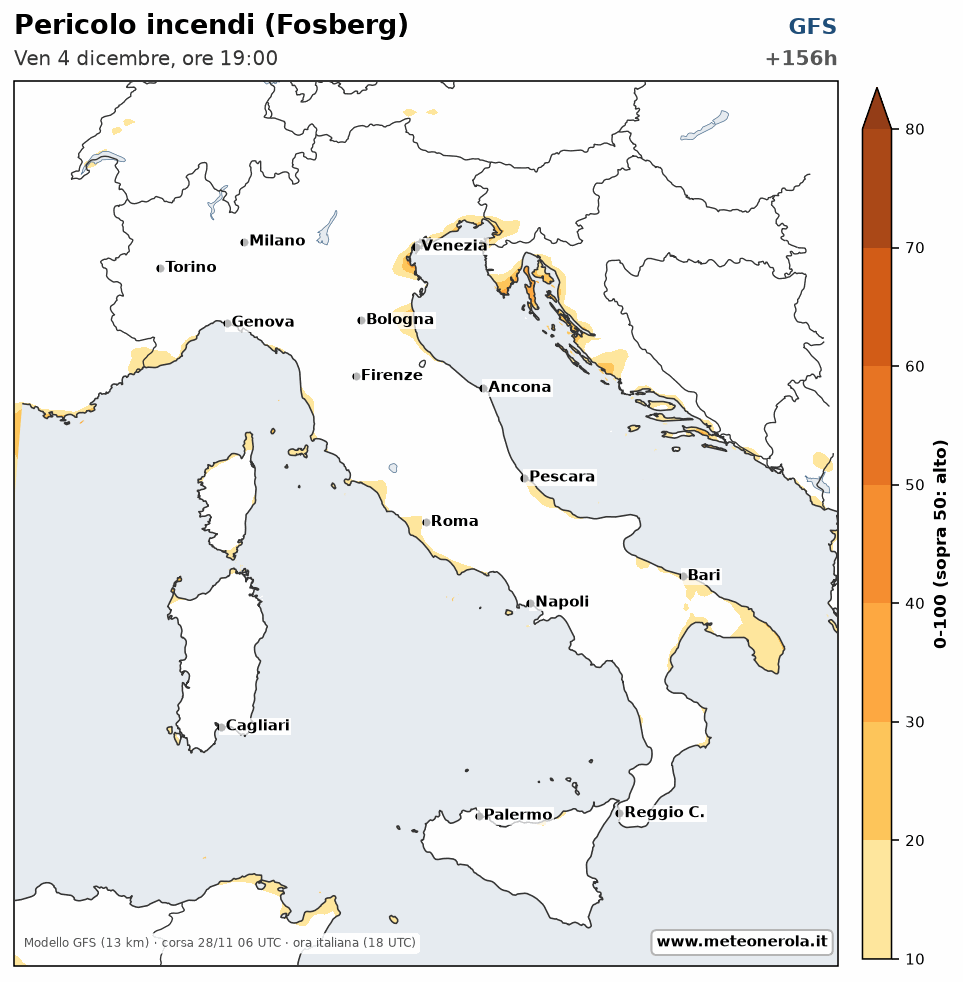 Pericolo incendi (Fosberg)
GFS
Ven 4 dicembre, ore 19:00
+156h
80
70
60
50
40
30
20
10
0-100 (sopra 50: alto)
Venezia
Milano
Torino
Genova
Bologna
Firenze
Ancona
Pescara
Roma
Bari
Napoli
Cagliari
Palermo
Reggio C.
Modello GFS (13 km) · corsa 28/11 06 UTC · ora italiana (18 UTC)
www.meteonerola.it